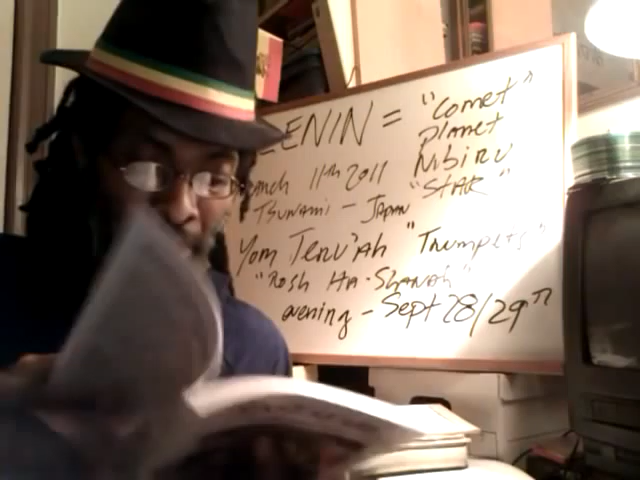 ENIN = "Comet"
planet
March 11th 2011 Nibiru
Tsunami - Japan "STAR"
Yom Teru'ah "Trumpets"
"Rosh Ha-Shanah"
evening - Sept 28/29th